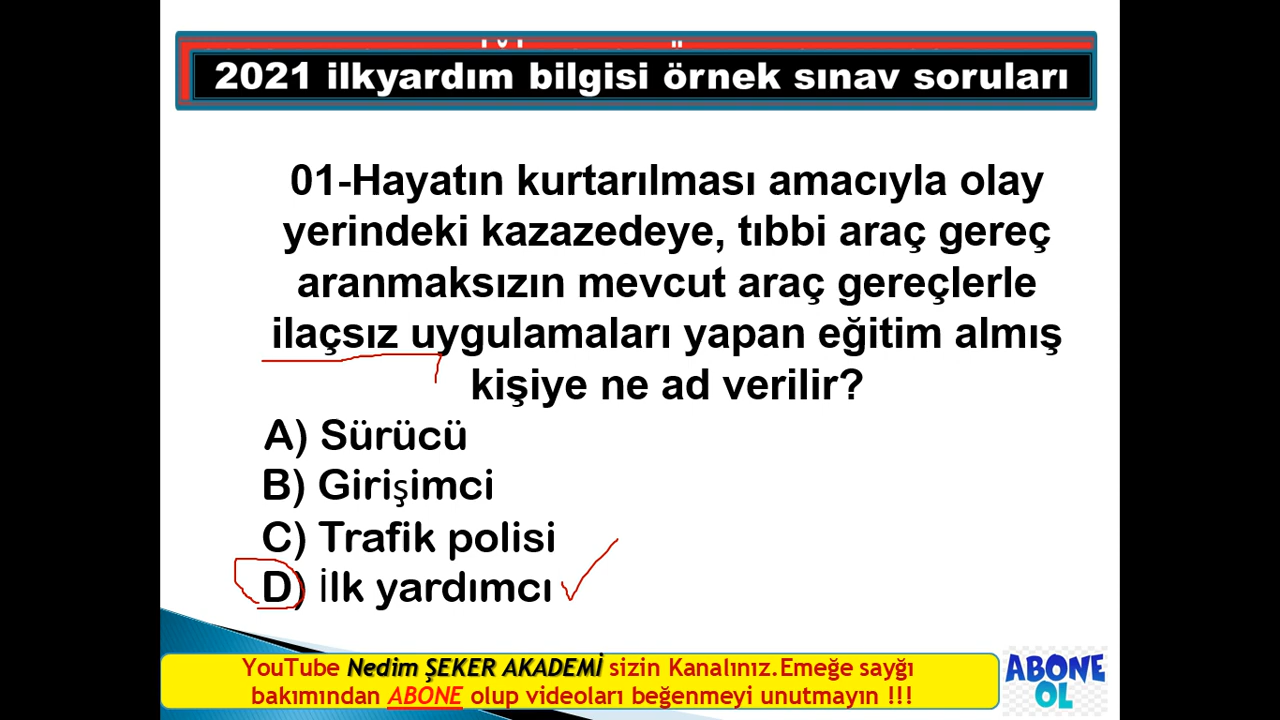 2021 ilkyardım bilgisi örnek sınav soruları
01-Hayatın kurtarılması amacıyla olay
yerindeki kazazedeye, tıbbi araç gereç
aranmaksızın mevcut araç gereçlerle
ilaçsız uygulamaları yapan eğitim almış
kişiye ne ad verilir?
A) Sürücü
B) Girişimci
C) Trafik polisi
D) İlk yardımcı
YouTube Nedim ŞEKER AKADEMİ sizin Kanalınız.Emeğe sayğı
bakımından ABONE olup videoları beğenmeyi unutmayın !!!
ABONE
OL